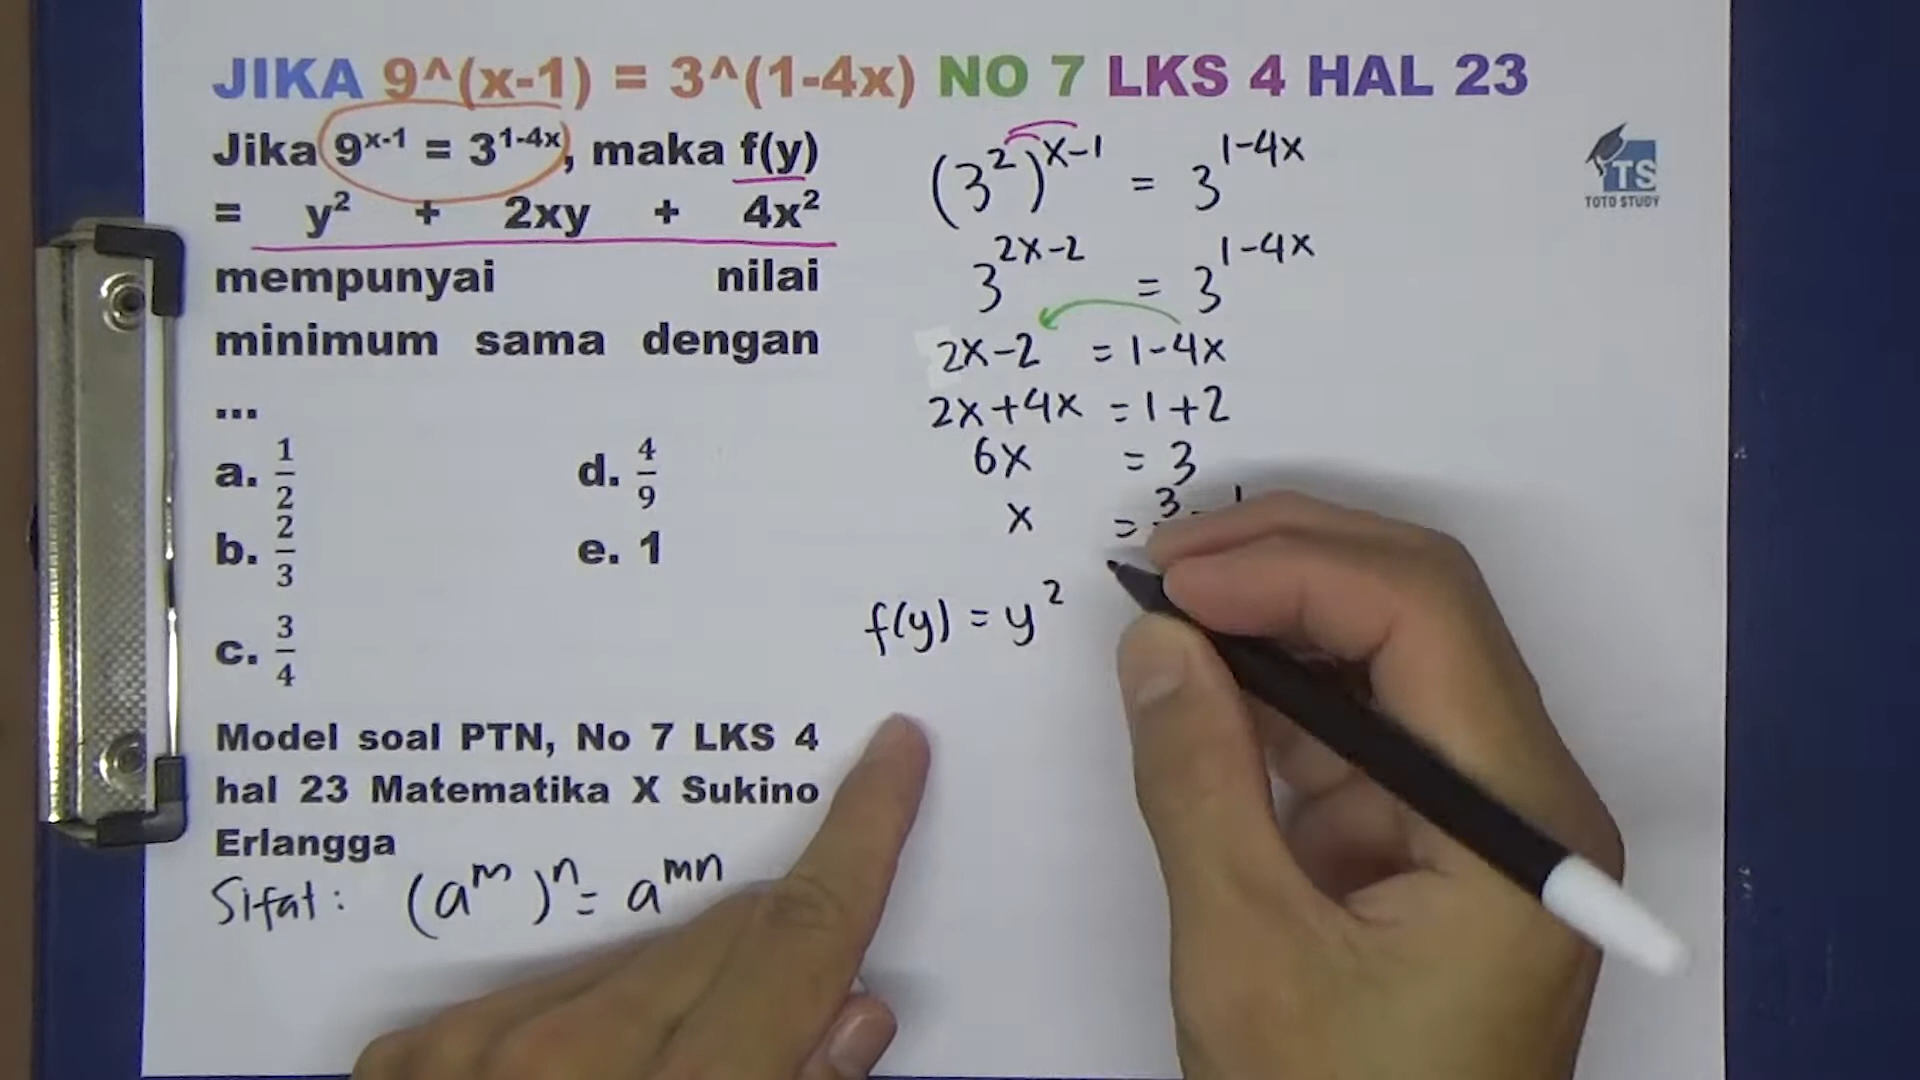 JIKA 9^(x-1) = 3^(1-4x) NO 7 LKS 4 HAL 23
Jika 9ˣ⁻¹ = 3¹⁻⁴ˣ, maka f(y)
= y² + 2xy + 4x²
mempunyai nilai
minimum sama dengan
...
a. 1/2
b. 2/3
c. 3/4
d. 4/9
e. 1
Model soal PTN, No 7 LKS 4
hal 23 Matematika X Sukino
Erlangga
Sifat : (aᵐ)ⁿ = aᵐⁿ
(3²)ˣ⁻¹ = 3¹⁻⁴ˣ
3²ˣ⁻² = 3¹⁻⁴ˣ
2x-2 = 1-4x
2x+4x = 1+2
6x = 3
x = 3
f(y) = y²
TS
TOTO STUDY